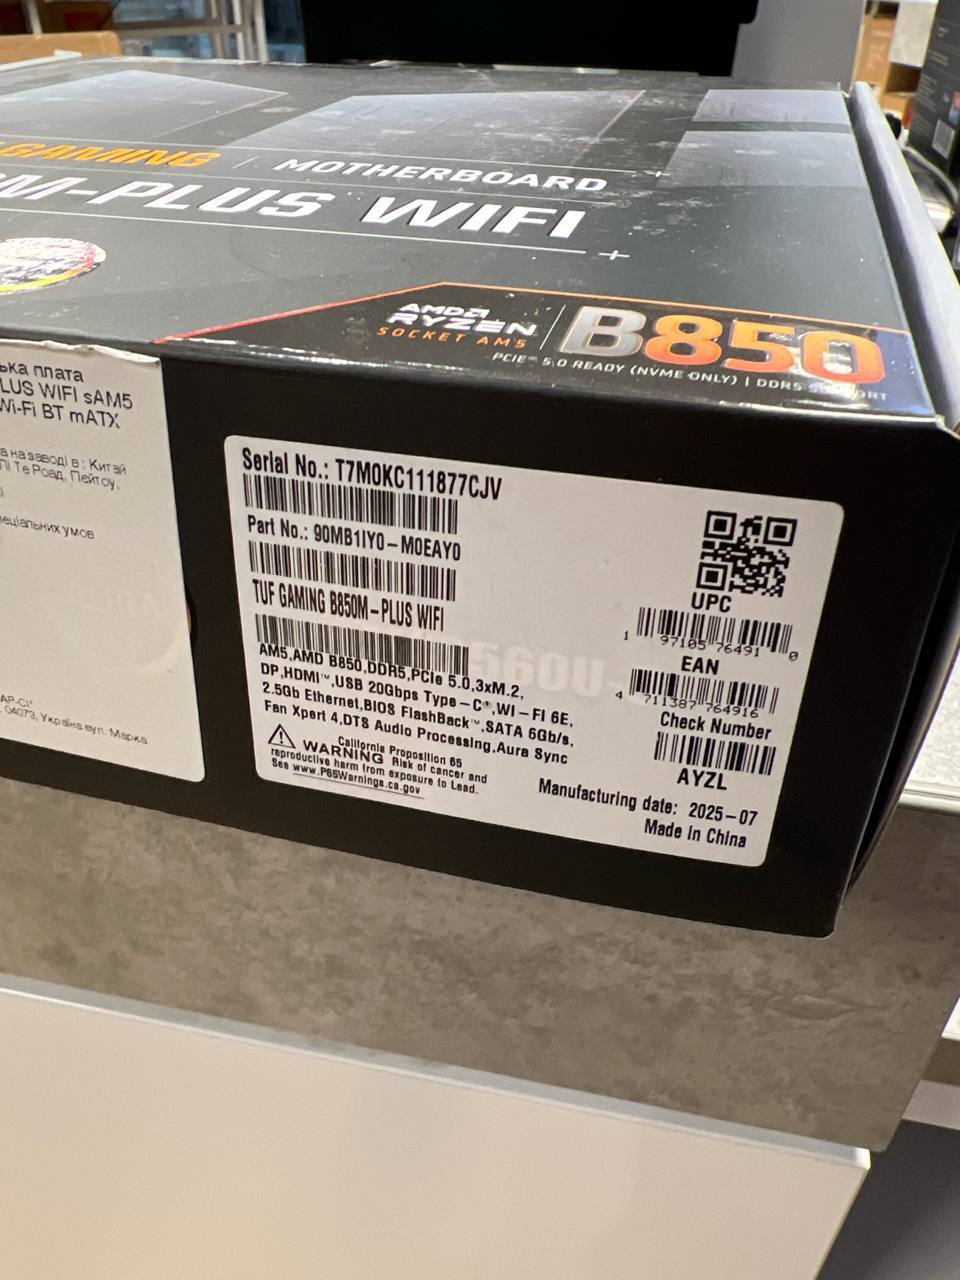 GAMING | MOTHERBOARD
M-PLUS WIFI
AMD
RYZEN
SOCKET AM5
B850
PCIE® 5.0 READY (NVME ONLY) | DDR5
ька плата
LUS WIFI sAM5
Wi-Fi BT mATX
а на заводі в : Китай
Те Роад, Пейтоу,
еціальних умов
04073, Україна вул. Марка
Serial No.: T7M0KC111877CJV
Part No.: 90MB1IY0-M0EAY0
TUF GAMING B850M-PLUS WIFI
AM5,AMD B850,DDR5,PCIe 5.0,3xM.2,
DP,HDMI™,USB 20Gbps Type-C®,WI-FI 6E,
2.5Gb Ethernet,BIOS FlashBack™,SATA 6Gb/s,
Fan Xpert 4,DTS Audio Processing,Aura Sync
California Proposition 65
WARNING Risk of cancer and
reproductive harm from exposure to Lead.
See www.P65Warnings.ca.gov
UPC
1 97105 76491 0
EAN
4 711387 764916
Check Number
AYZL
Manufacturing date: 2025-07
Made in China